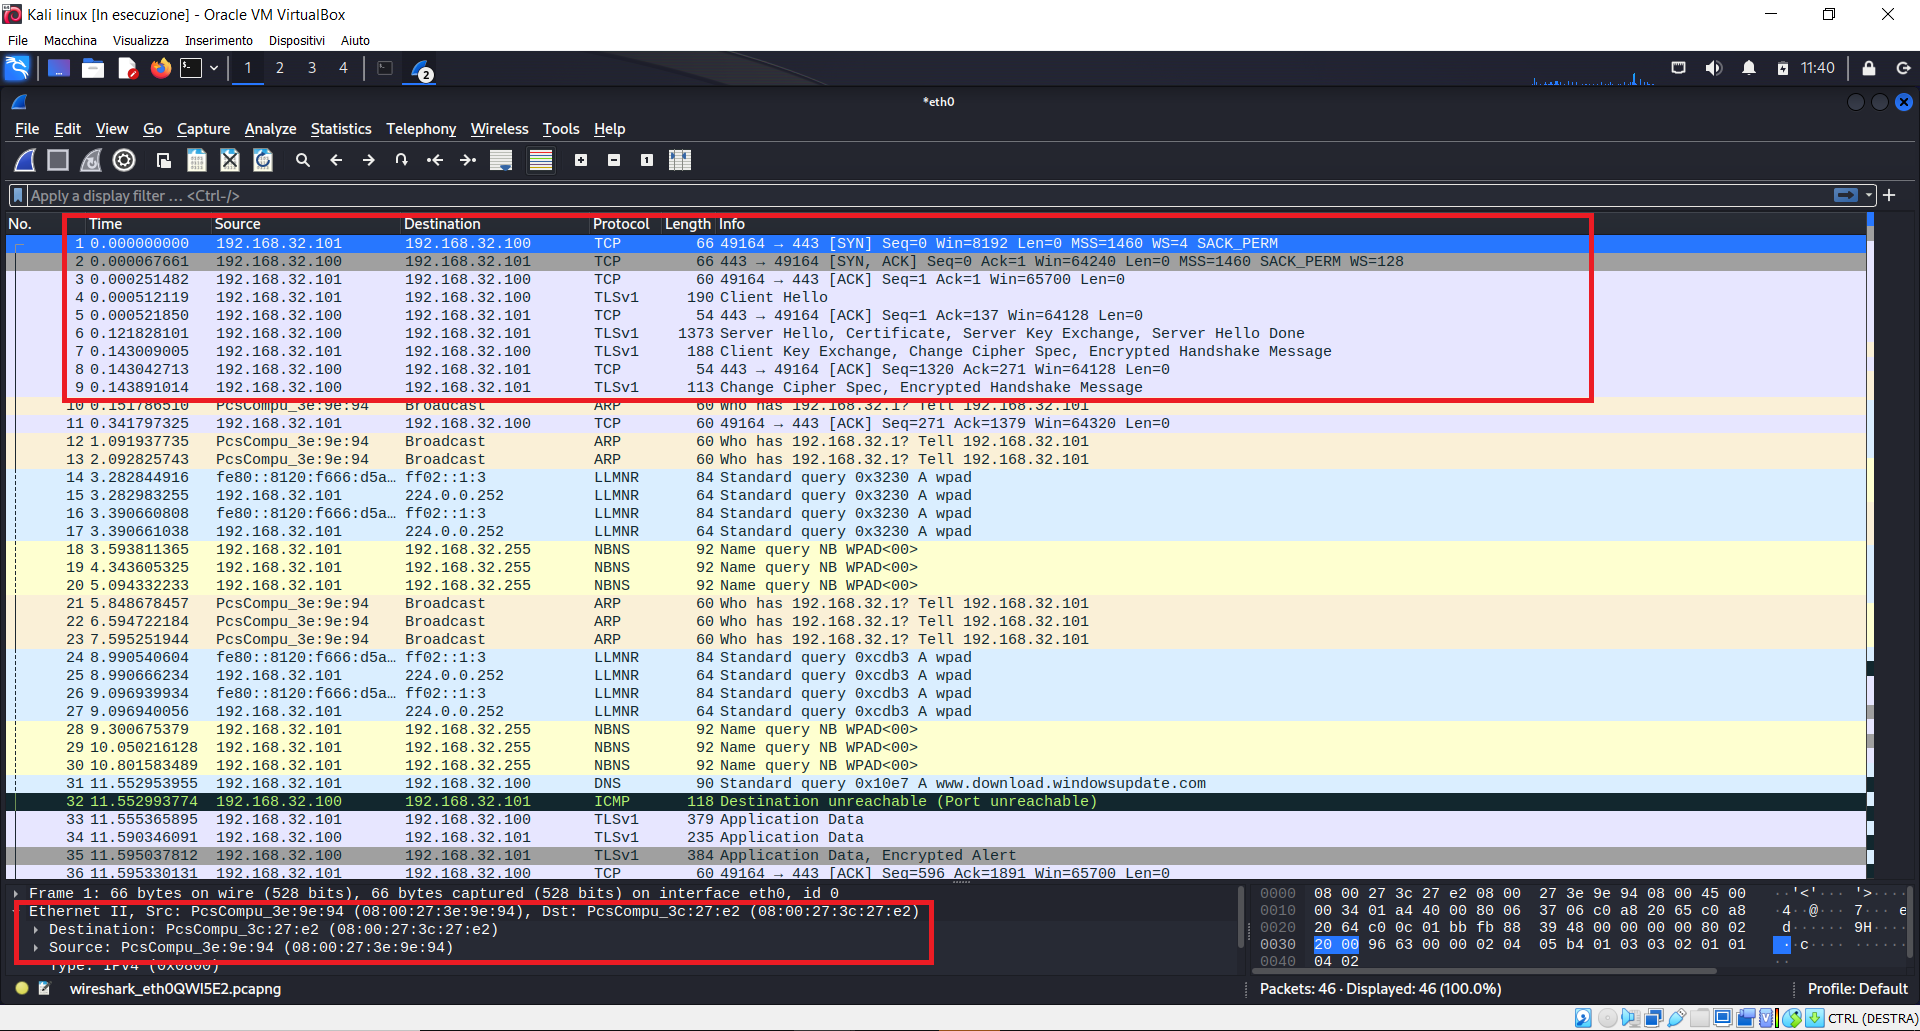 Kali linux [In esecuzione] - Oracle VM VirtualBox
File Macchina Visualizza Inserimento Dispositivi Aiuto
1 2 3 4 2 11:40
*eth0
File Edit View Go Capture Analyze Statistics Telephony Wireless Tools Help
Apply a display filter … <Ctrl-/>
No. Time Source Destination Protocol Length Info
1 0.000000000 192.168.32.101 192.168.32.100 TCP 66 49164 → 443 [SYN] Seq=0 Win=8192 Len=0 MSS=1460 WS=4 SACK_PERM
2 0.000067661 192.168.32.100 192.168.32.101 TCP 66 443 → 49164 [SYN, ACK] Seq=0 Ack=1 Win=64240 Len=0 MSS=1460 SACK_PERM WS=128
3 0.000251482 192.168.32.101 192.168.32.100 TCP 60 49164 → 443 [ACK] Seq=1 Ack=1 Win=65700 Len=0
4 0.000512119 192.168.32.101 192.168.32.100 TLSv1 190 Client Hello
5 0.000521850 192.168.32.100 192.168.32.101 TCP 54 443 → 49164 [ACK] Seq=1 Ack=137 Win=64128 Len=0
6 0.121828101 192.168.32.100 192.168.32.101 TLSv1 1373 Server Hello, Certificate, Server Key Exchange, Server Hello Done
7 0.143009005 192.168.32.101 192.168.32.100 TLSv1 188 Client Key Exchange, Change Cipher Spec, Encrypted Handshake Message
8 0.143042713 192.168.32.100 192.168.32.101 TCP 54 443 → 49164 [ACK] Seq=1320 Ack=271 Win=64128 Len=0
9 0.143891014 192.168.32.100 192.168.32.101 TLSv1 113 Change Cipher Spec, Encrypted Handshake Message
10 0.151786510 PcsCompu_3e:9e:94 Broadcast ARP 60 Who has 192.168.32.1? Tell 192.168.32.101
11 0.341797325 192.168.32.101 192.168.32.100 TCP 60 49164 → 443 [ACK] Seq=271 Ack=1379 Win=64320 Len=0
12 1.091937735 PcsCompu_3e:9e:94 Broadcast ARP 60 Who has 192.168.32.1? Tell 192.168.32.101
13 2.092825743 PcsCompu_3e:9e:94 Broadcast ARP 60 Who has 192.168.32.1? Tell 192.168.32.101
14 3.282844916 fe80::8120:f666:d5a… ff02::1:3 LLMNR 84 Standard query 0x3230 A wpad
15 3.282983255 192.168.32.101 224.0.0.252 LLMNR 64 Standard query 0x3230 A wpad
16 3.390660808 fe80::8120:f666:d5a… ff02::1:3 LLMNR 84 Standard query 0x3230 A wpad
17 3.390661038 192.168.32.101 224.0.0.252 LLMNR 64 Standard query 0x3230 A wpad
18 3.593811365 192.168.32.101 192.168.32.255 NBNS 92 Name query NB WPAD<00>
19 4.343605325 192.168.32.101 192.168.32.255 NBNS 92 Name query NB WPAD<00>
20 5.094332233 192.168.32.101 192.168.32.255 NBNS 92 Name query NB WPAD<00>
21 5.848678457 PcsCompu_3e:9e:94 Broadcast ARP 60 Who has 192.168.32.1? Tell 192.168.32.101
22 6.594722184 PcsCompu_3e:9e:94 Broadcast ARP 60 Who has 192.168.32.1? Tell 192.168.32.101
23 7.595251944 PcsCompu_3e:9e:94 Broadcast ARP 60 Who has 192.168.32.1? Tell 192.168.32.101
24 8.990540604 fe80::8120:f666:d5a… ff02::1:3 LLMNR 84 Standard query 0xcdb3 A wpad
25 8.990666234 192.168.32.101 224.0.0.252 LLMNR 64 Standard query 0xcdb3 A wpad
26 9.096939934 fe80::8120:f666:d5a… ff02::1:3 LLMNR 84 Standard query 0xcdb3 A wpad
27 9.096940056 192.168.32.101 224.0.0.252 LLMNR 64 Standard query 0xcdb3 A wpad
28 9.300675379 192.168.32.101 192.168.32.255 NBNS 92 Name query NB WPAD<00>
29 10.050216128 192.168.32.101 192.168.32.255 NBNS 92 Name query NB WPAD<00>
30 10.801583489 192.168.32.101 192.168.32.255 NBNS 92 Name query NB WPAD<00>
31 11.552953955 192.168.32.101 192.168.32.100 DNS 90 Standard query 0x10e7 A www.download.windowsupdate.com
32 11.552993774 192.168.32.100 192.168.32.101 ICMP 118 Destination unreachable (Port unreachable)
33 11.555365895 192.168.32.101 192.168.32.100 TLSv1 379 Application Data
34 11.590346091 192.168.32.100 192.168.32.101 TLSv1 235 Application Data
35 11.595037812 192.168.32.100 192.168.32.101 TLSv1 384 Application Data, Encrypted Alert
36 11.595330131 192.168.32.101 192.168.32.100 TCP 60 49164 → 443 [ACK] Seq=596 Ack=1891 Win=65700 Len=0
Frame 1: 66 bytes on wire (528 bits), 66 bytes captured (528 bits) on interface eth0, id 0
Ethernet II, Src: PcsCompu_3e:9e:94 (08:00:27:3e:9e:94), Dst: PcsCompu_3c:27:e2 (08:00:27:3c:27:e2)
Destination: PcsCompu_3c:27:e2 (08:00:27:3c:27:e2)
Source: PcsCompu_3e:9e:94 (08:00:27:3e:9e:94)
Type: IPv4 (0x0800)
0000 08 00 27 3c 27 e2 08 00 27 3e 9e 94 08 00 45 00 ··'<'··· '>····
0010 00 34 01 a4 40 00 80 06 37 06 c0 a8 20 65 c0 a8 ·4··@··· 7··· e
0020 20 64 c0 0c 01 bb fb 88 39 48 00 00 00 00 80 02 d······ 9H····
0030 20 00 96 63 00 00 02 04 05 b4 01 03 03 02 01 01 ··c···· ······
0040 04 02 ··
wireshark_eth0QWI5E2.pcapng
Packets: 46 · Displayed: 46 (100.0%)
Profile: Default
CTRL (DESTRA)